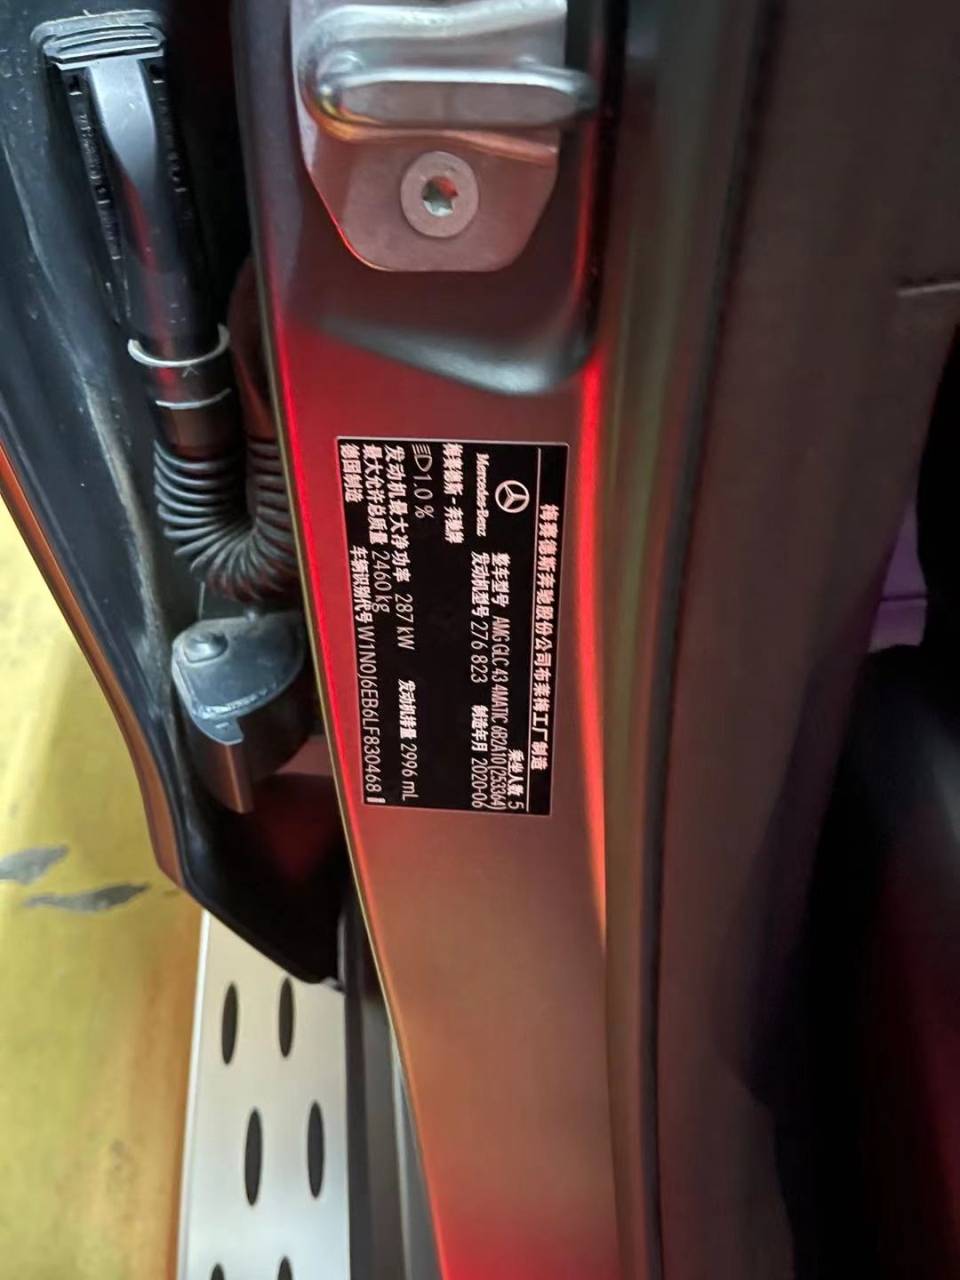 梅赛德斯奔驰股份公司布莱梅工厂制造
乘坐人数 5
Mercedes-Benz
整车型号 AMG GLC 43 4MATIC 6B2A10 (253364)
发动机型号 276 823
制造年月 2020-06
梅赛德斯-奔驰牌
1.0 %
发动机最大净功率 287 kW
发动机排量 2996 mL
最大允许总质量 2460 kg
德国制造
车辆识别代号 W1N0J6EB6LF830468